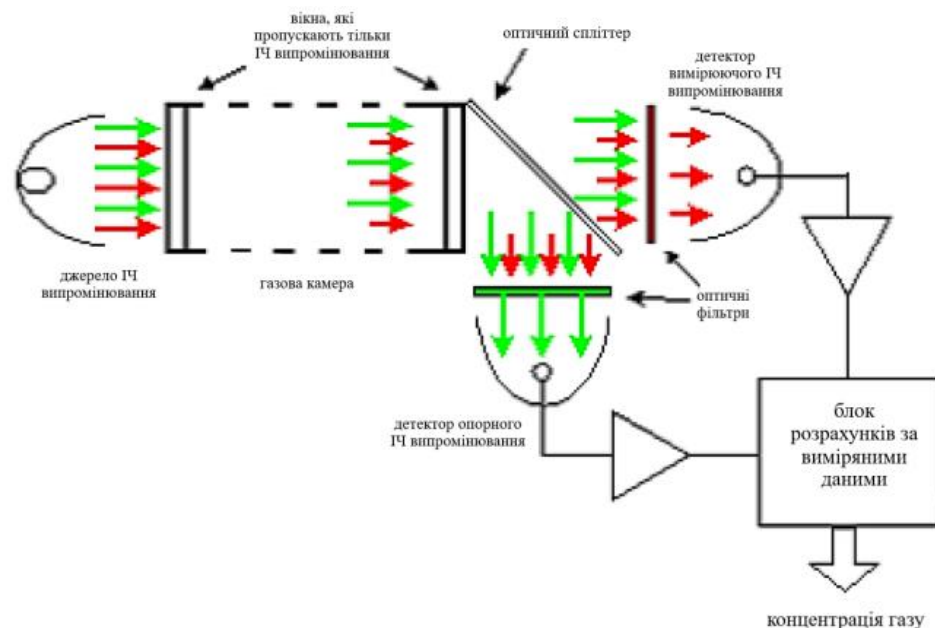 вікна, які
пропускають тільки
ІЧ випромінювання
оптичний спліттер
детектор
вимірюючого ІЧ
випромінювання
джерело ІЧ
випромінювання
газова камера
оптичні
фільтри
детектор опорного
ІЧ випромінювання
блок
розрахунків за
виміряними
даними
концентрація газу